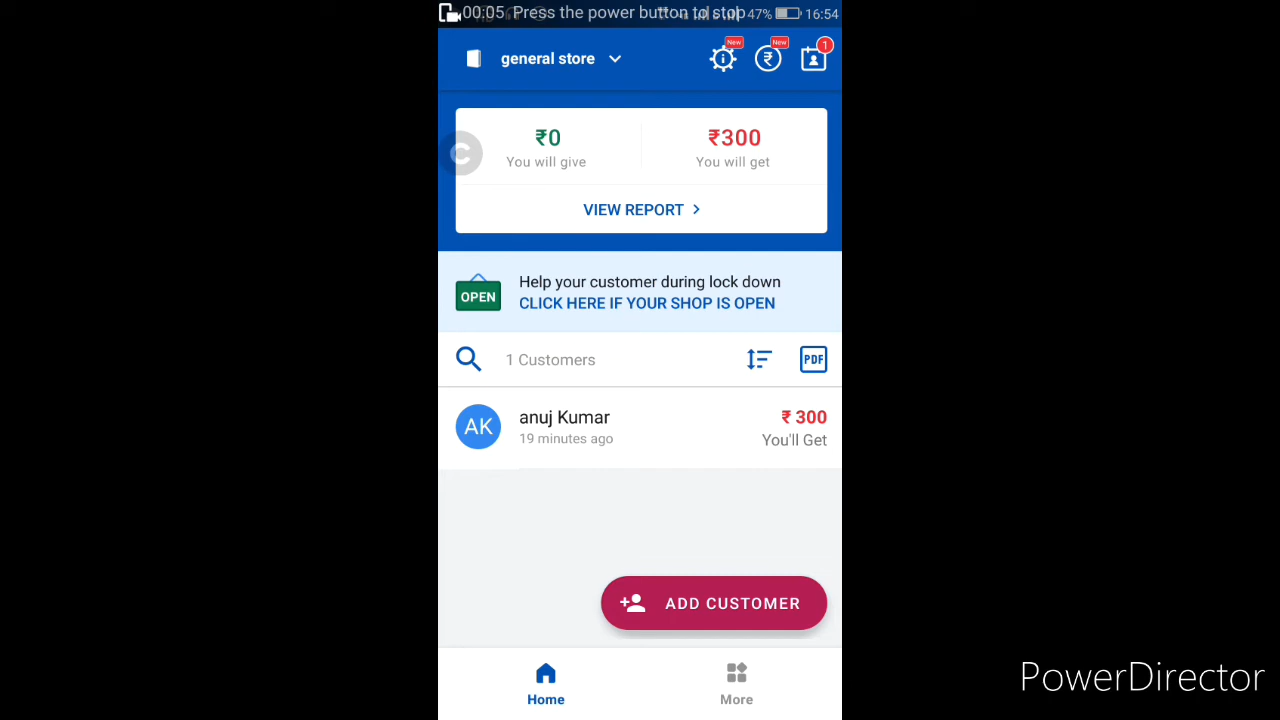 00:05 Press the power button to stop 47% 16:54
general store
New
New
1
₹0
₹300
You will give
You will get
C
VIEW REPORT >
OPEN
Help your customer during lock down
CLICK HERE IF YOUR SHOP IS OPEN
1 Customers
PDF
AK
anuj Kumar
₹ 300
19 minutes ago
You'll Get
ADD CUSTOMER
Home
More
PowerDirector